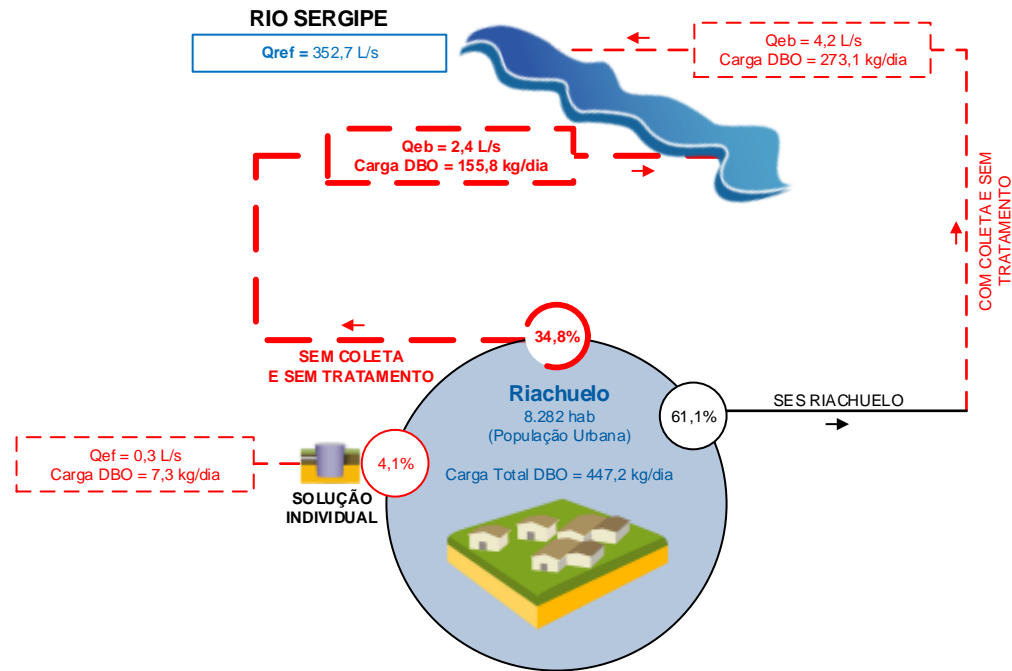 RIO SERGIPE
Qref = 352,7 L/s
Qeb = 4,2 L/s
Carga DBO = 273,1 kg/dia
Qeb = 2,4 L/s
Carga DBO = 155,8 kg/dia
COM COLETA E SEM
TRATAMENTO
34,8%
SEM COLETA
E SEM TRATAMENTO
Riachuelo
8.282 hab
(População Urbana)
61,1%
SES RIACHUELO
Qef = 0,3 L/s
Carga DBO = 7,3 kg/dia
4,1%
Carga Total DBO = 447,2 kg/dia
SOLUÇÃO
INDIVIDUAL